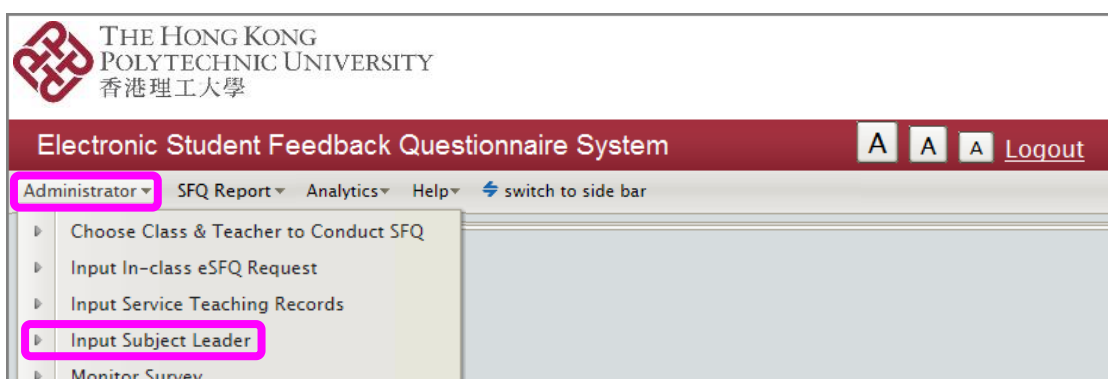 THE HONG KONG
POLYTECHNIC UNIVERSITY
香港理工大學
Electronic Student Feedback Questionnaire System
A A A Logout
Administrator SFQ Report Analytics Help switch to side bar
Choose Class & Teacher to Conduct SFQ
Input In-class eSFQ Request
Input Service Teaching Records
Input Subject Leader
Monitor Survey